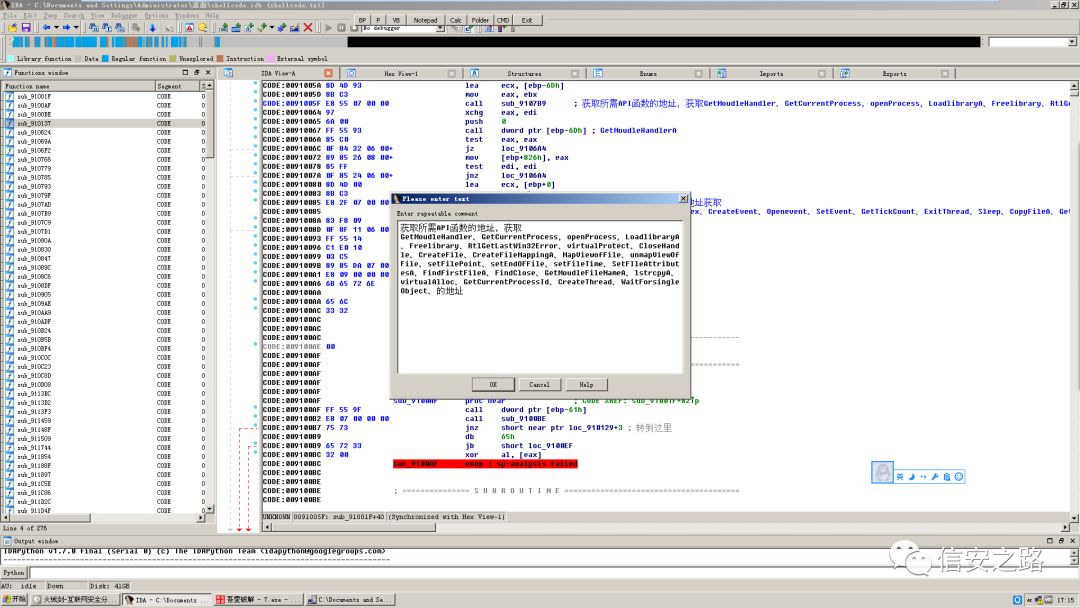 IDA - C:\Documents and Settings\Administrator\桌面\shellcode.idb (shellcode.txt)
File Edit Jump Search View Debugger Options Windows Help
BP P VB Notepad Calc Folder CMD Exit
No debugger
Library function Data Regular function Unexplored Instruction External symbol
Functions window
IDA View-A Hex View-1 Structures Enums Imports Exports
Function name Segment
sub_91001F CODE
sub_9100AF CODE
sub_9100BE CODE
sub_910137 CODE
sub_910624 CODE
sub_91069A CODE
sub_9106F2 CODE
sub_910766 CODE
sub_910779 CODE
sub_910785 CODE
sub_910793 CODE
sub_91079F CODE
sub_9107AD CODE
sub_9107B9 CODE
sub_9107C9 CODE
sub_9107D1 CODE
sub_91080A CODE
sub_910830 CODE
sub_910847 CODE
sub_91089C CODE
sub_9108C6 CODE
sub_9108DF CODE
sub_910905 CODE
sub_9109AE CODE
sub_910AA9 CODE
sub_910ADF CODE
sub_910B24 CODE
sub_910B5B CODE
sub_910BF4 CODE
sub_910C0C CODE
sub_910C23 CODE
sub_910C8D CODE
sub_910D08 CODE
sub_9113BC CODE
sub_9113D2 CODE
sub_9113F3 CODE
sub_911459 CODE
sub_91148F CODE
sub_911509 CODE
sub_911744 CODE
sub_911854 CODE
sub_91188F CODE
sub_911897 CODE
sub_911C5E CODE
sub_911C86 CODE
sub_911D2C CODE
sub_911D4F CODE
Line 4 of 276
CODE:0091005A 8D 4D 93 lea ecx, [ebp-6Dh]
CODE:0091005D 8B C3 mov eax, ebx
CODE:0091005F E8 55 07 00 00 call sub_9107B9 ; 获取所需API函数的地址，获取GetMoudleHandler、GetCurrentProcess、openProcess、LoadlibraryA、Freelibrary、RtlGe
CODE:00910064 97 xchg eax, edi
CODE:00910065 6A 00 push 0
CODE:00910067 FF 55 93 call dword ptr [ebp-6Dh] ; GetMoudleHandlerA
CODE:0091006A 85 C0 test eax, eax
CODE:0091006C 0F 84 32 06 00+ jz loc_9106A4
CODE:00910072 89 85 26 08 00+ mov [ebp+826h], eax
CODE:00910078 85 FF test edi, edi
CODE:0091007A 0F 85 24 06 00+ jnz loc_9106A4
CODE:00910080 8D 4D 00 lea ecx, [ebp+0]
CODE:00910083 8B C3
CODE:00910085 E8 2F 07 00 00 地址获取
CODE:00910085 ex、CreateEvent、Openevent、SetEvent、GetTickCount、ExitThread、Sleep、CopyFileA、Get
CODE:0091008A 83 F8 09
CODE:0091008D 0F 8F 11 06 00
CODE:00910093 FF 55 14
CODE:00910096 C1 E0 10
CODE:00910099 03 C5
CODE:0091009B 89 85 DA 07 00
CODE:009100A1 E8 09 00 00 00
CODE:009100A6 6B 65 72 6E
CODE:009100AA
CODE:009100AA 65 6C
CODE:009100AC 33 32
CODE:009100AC
CODE:009100AC
CODE:009100AE 00
CODE:009100AF
CODE:009100AF
CODE:009100AF
CODE:009100AF
CODE:009100AF sub_9100AF proc near ; CODE XREF: sub_91001F+82↑p
CODE:009100AF FF 55 9F call dword ptr [ebp-61h]
CODE:009100B2 E8 07 00 00 00 call sub_9100BE
CODE:009100B7 75 73 jnz short near ptr loc_910129+3 ; 转到这里
CODE:009100B9 db 65h
CODE:009100B9 65 72 33 jb short loc_9100EF
CODE:009100BC 32 00 xor al, [eax]
CODE:009100BC sub_9100AF endp ; sp-analysis failed
CODE:009100BC
CODE:009100BE
CODE:009100BE ; =============== S U B R O U T I N E =======================================
CODE:009100BE
Please enter text
Enter repeatable comment
获取所需API函数的地址，获取
GetMoudleHandler、GetCurrentProcess、openProcess、LoadlibraryA
、Freelibrary、RtlGetLastWin32Error、virtualProtect、CloseHan
dle、CreateFile、CreateFileMappingA、MapViewofFile、unmapViewOf
File、setFilePoint、setEndOfFile、setfileTime、SetFIleAttribut
esA、FindFirstFileA、FindClose、GetMoudleFileNameA、lstrcpyA、
virtualAlloc、GetCurrentProcessId、CreateThread、WaitForsingle
Object、的地址
OK Cancel Help
英
UNKNOWN 0091005F: sub_91001F+40 (Synchronized with Hex View-1)
Output window
IDAPython v1.7.0 final (serial 0) (c) The IDAPython Team <idapython@googlegroups.com>
Python
AU: idle Down Disk: 41GB
信安之路
开始 火绒剑-互联网安全分... IDA - C:\Documents ... 吾爱破解 - 7.exe - ... C:\Documents and Se... 17:15